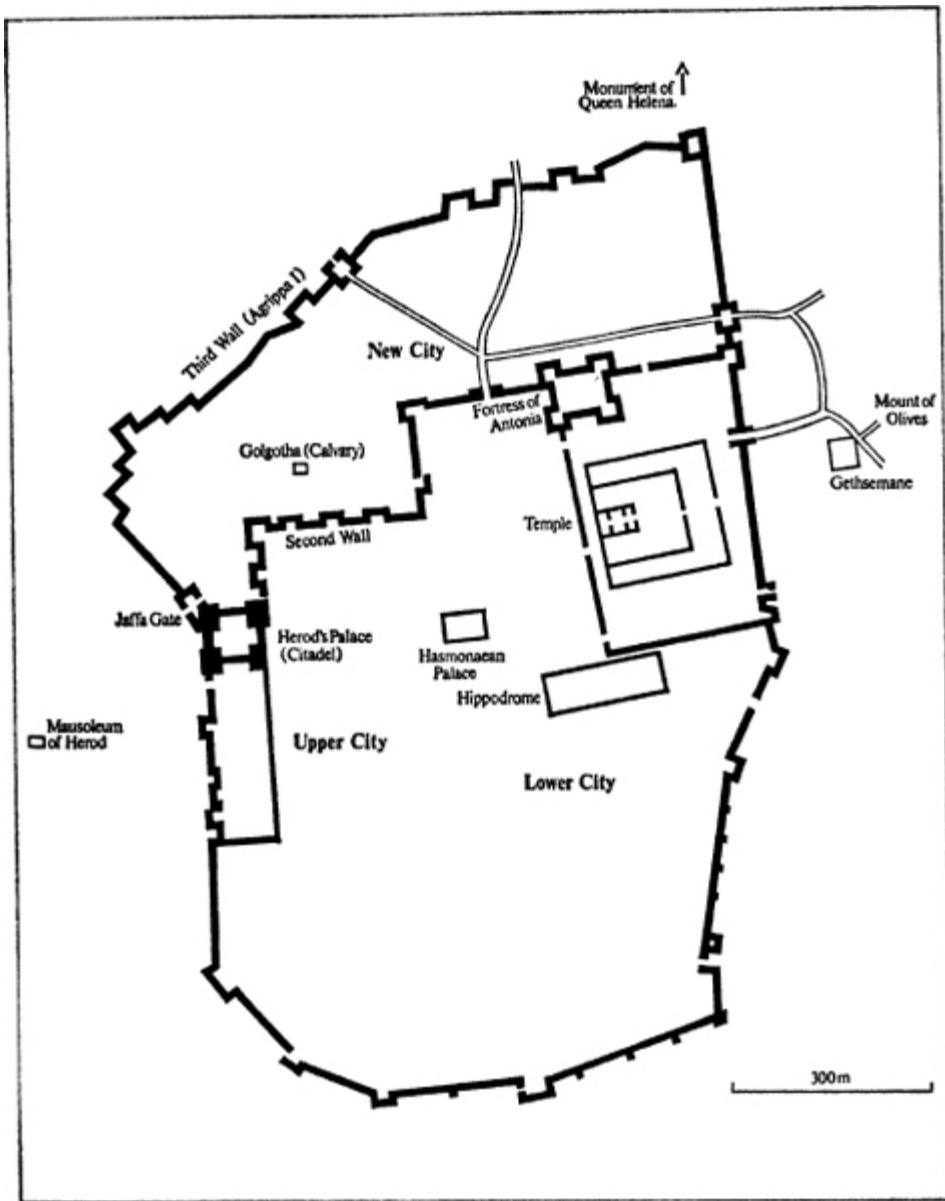 Monument of
Queen Helena.
Third Wall (Agrippa I)
New City
Fortress of
Antonia
Mount of
Olives
Golgotha (Calvary)
Gethsemane
Temple
Second Wall
Jaffa Gate
Herod's Palace
(Citadel)
Hasmonaean
Palace
Hippodrome
Mausoleum
of Herod
Upper City
Lower City
300m